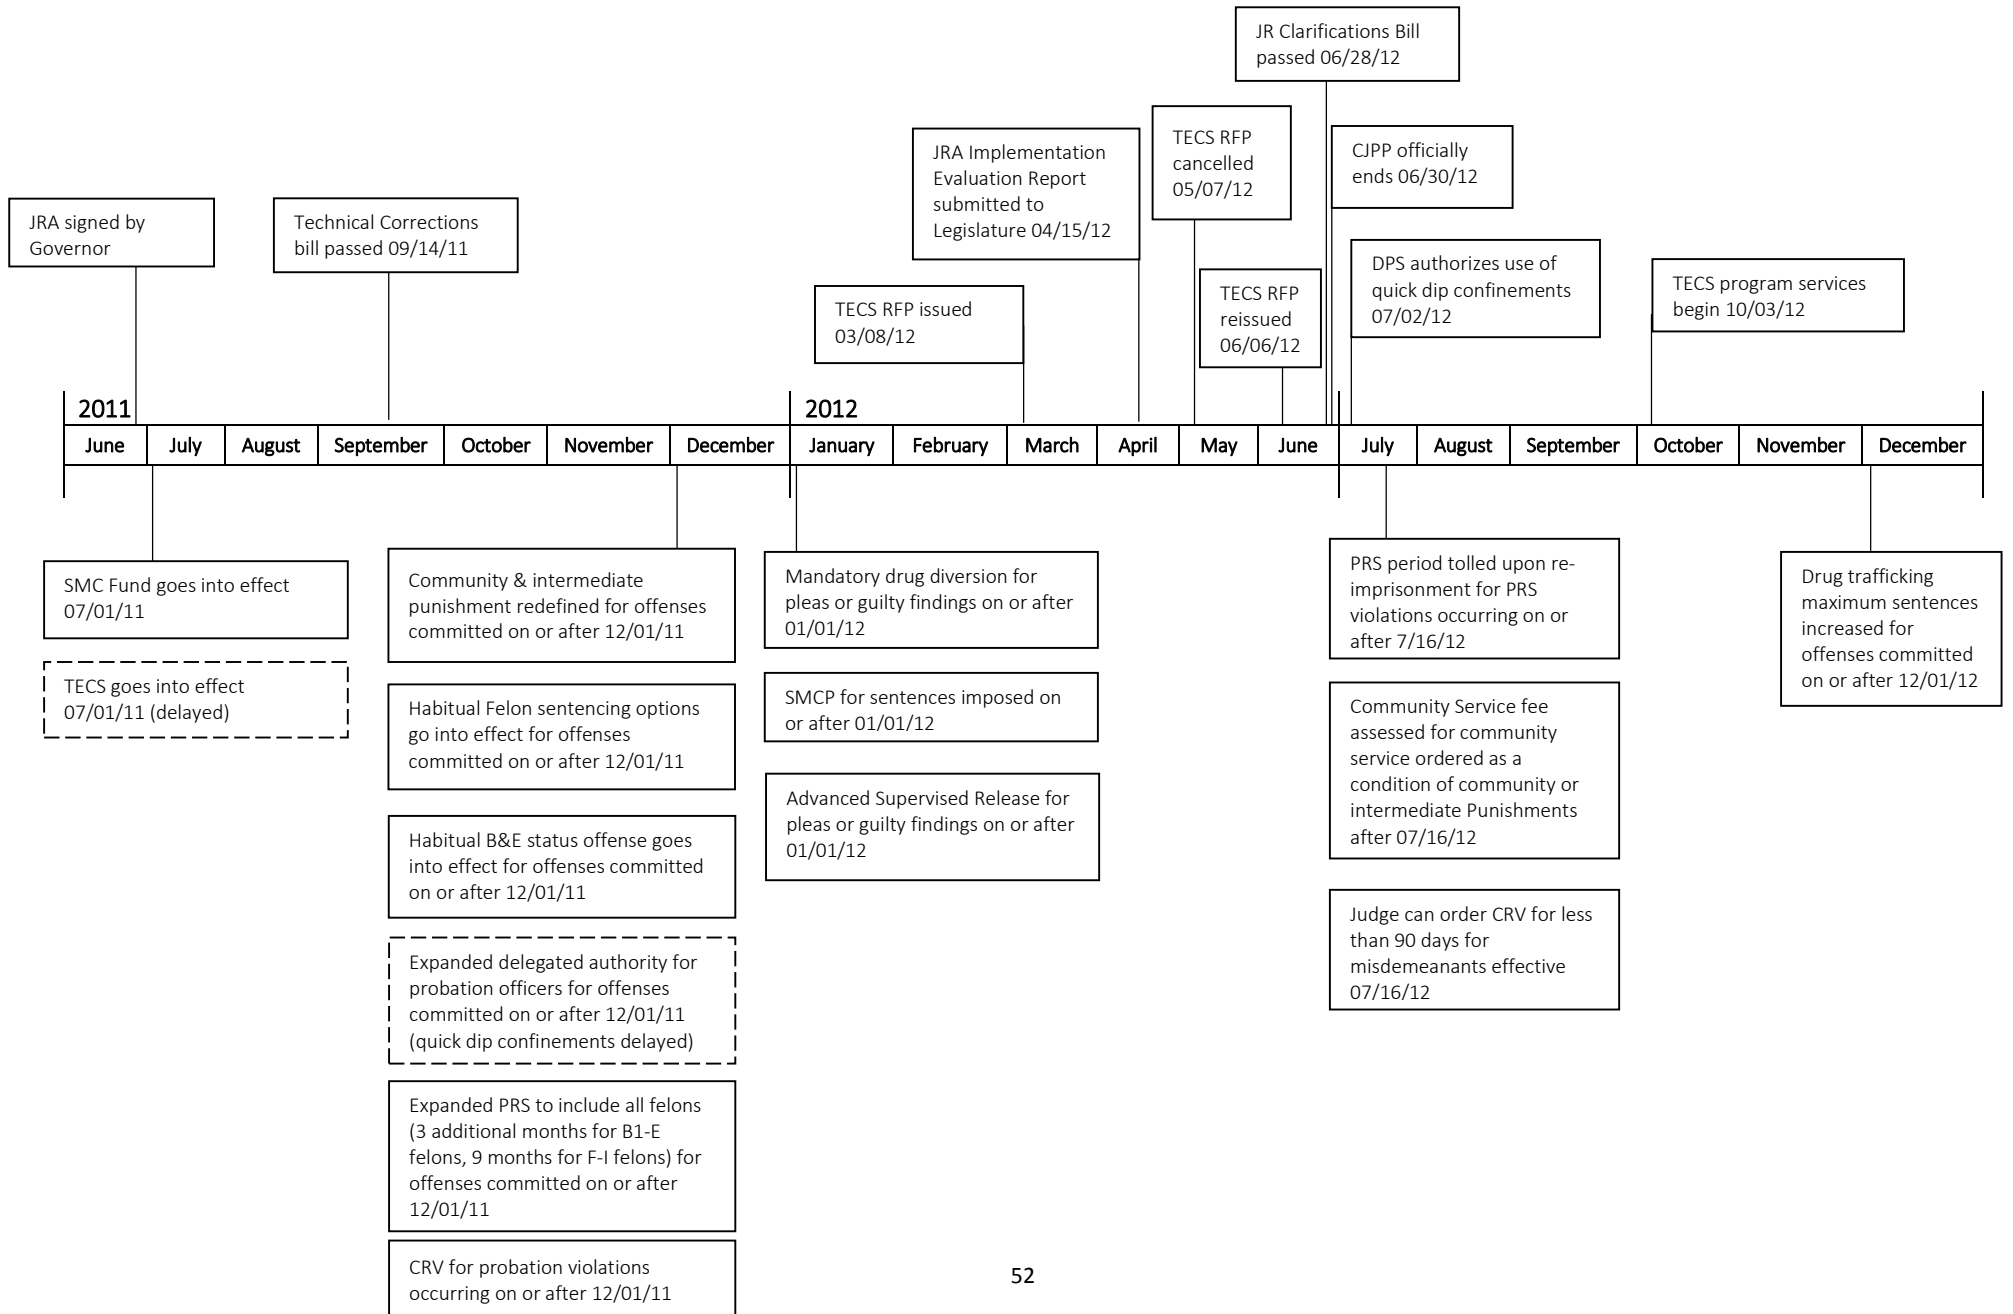 JR Clarifications Bill
passed 06/28/12
JRA Implementation
Evaluation Report
submitted to
Legislature 04/15/12
TECS RFP
cancelled
05/07/12
CJPP officially
ends 06/30/12
JRA signed by
Governor
Technical Corrections
bill passed 09/14/11
TECS RFP issued
03/08/12
TECS RFP
reissued
06/06/12
DPS authorizes use of
quick dip confinements
07/02/12
TECS program services
begin 10/03/12
2011
2012
June July August September October November December January February March April May June July August September October November December
SMC Fund goes into effect
07/01/11
TECS goes into effect
07/01/11 (delayed)
Community & intermediate
punishment redefined for offenses
committed on or after 12/01/11
Habitual Felon sentencing options
go into effect for offenses
committed on or after 12/01/11
Habitual B&E status offense goes
into effect for offenses committed
on or after 12/01/11
Expanded delegated authority for
probation officers for offenses
committed on or after 12/01/11
(quick dip confinements delayed)
Expanded PRS to include all felons
(3 additional months for B1-E
felons, 9 months for F-I felons) for
offenses committed on or after
12/01/11
CRV for probation violations
occurring on or after 12/01/11
Mandatory drug diversion for
pleas or guilty findings on or after
01/01/12
SMCP for sentences imposed on
or after 01/01/12
Advanced Supervised Release for
pleas or guilty findings on or after
01/01/12
PRS period tolled upon re-
imprisonment for PRS
violations occurring on or
after 7/16/12
Community Service fee
assessed for community
service ordered as a
condition of community or
intermediate Punishments
after 07/16/12
Judge can order CRV for less
than 90 days for
misdemeanants effective
07/16/12
Drug trafficking
maximum sentences
increased for
offenses committed
on or after 12/01/12
52